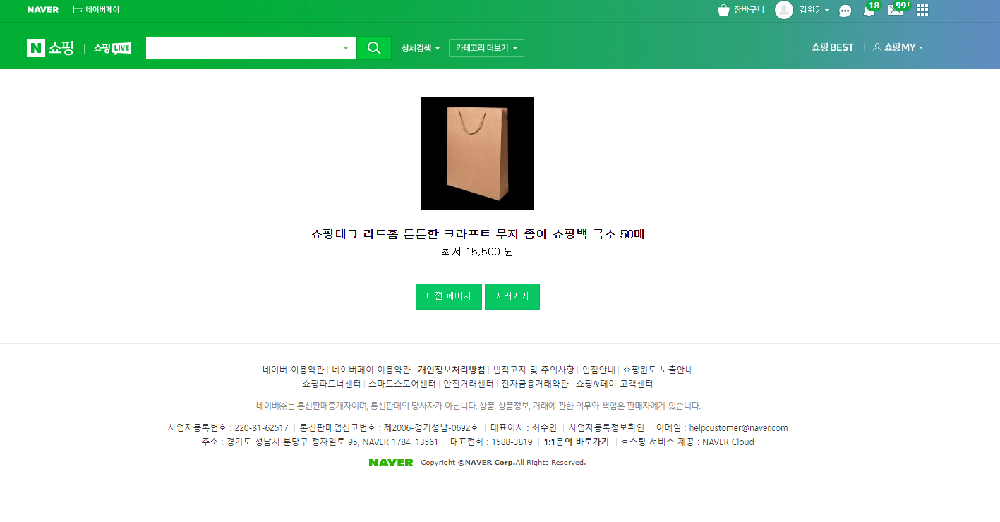 NAVER 네이버페이 장바구니 김원기 18 99+
N 쇼핑 쇼핑LIVE 상세검색 카테고리 더보기 쇼핑BEST 쇼핑MY
쇼핑테그 리드홈 튼튼한 크라프트 무지 종이 쇼핑백 극소 50매
최저 15,500 원
이전 페이지 사러가기
네이버 이용약관 네이버페이 이용약관 개인정보처리방침 법적고지 및 주의사항 입점안내 쇼핑윈도 노출안내
쇼핑파트너센터 스마트스토어센터 안전거래센터 전자금융거래약관 쇼핑&페이 고객센터
네이버㈜는 통신판매중개자이며, 통신판매의 당사자가 아닙니다. 상품, 상품정보, 거래에 관한 의무와 책임은 판매자에게 있습니다.
사업자등록번호 : 220-81-62517 통신판매업신고번호 : 제2006-경기성남-0692호 대표이사 : 최수연 사업자등록정보확인 이메일 : helpcustomer@naver.com
주소 : 경기도 성남시 분당구 정자일로 95, NAVER 1784, 13561 대표전화 : 1588-3819 1:1문의 바로가기 호스팅 서비스 제공 : NAVER Cloud
NAVER Copyright ©NAVER Corp.All Rights Reserved.